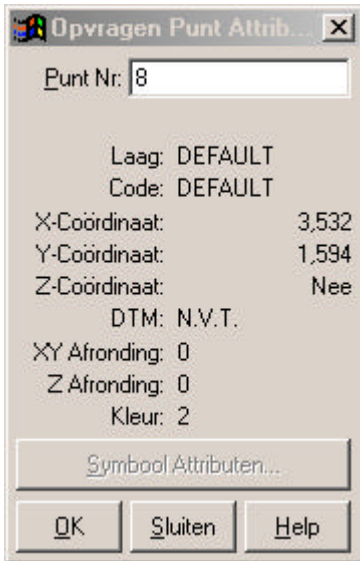 Opvragen Punt Attrib...
Punt Nr: 8
Laag: DEFAULT
Code: DEFAULT
X-Coördinaat: 3,532
Y-Coördinaat: 1,594
Z-Coördinaat: Nee
DTM: N.V.T.
XY Afronding: 0
Z Afronding: 0
Kleur: 2
Symbool Attributen...
OK Sluiten Help